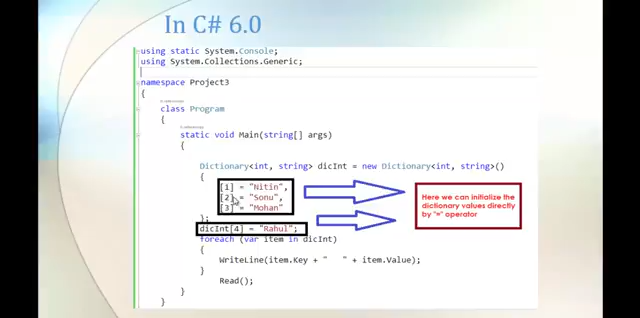 In C# 6.0
using static System.Console;
using System.Collections.Generic;
namespace Project3
{
class Program
{
static void Main(string[] args)
{
Dictionary<int, string> dicInt = new Dictionary<int, string>()
{
[1] = "Nitin",
[2] = "Sonu",
[3] = "Mohan"
};
dicInt[4] = "Rahul";
foreach (var item in dicInt)
{
WriteLine(item.Key + "   " + item.Value);
}
Read();
}
}
Here we can initialize the
dictionary values directly
by "=" operator